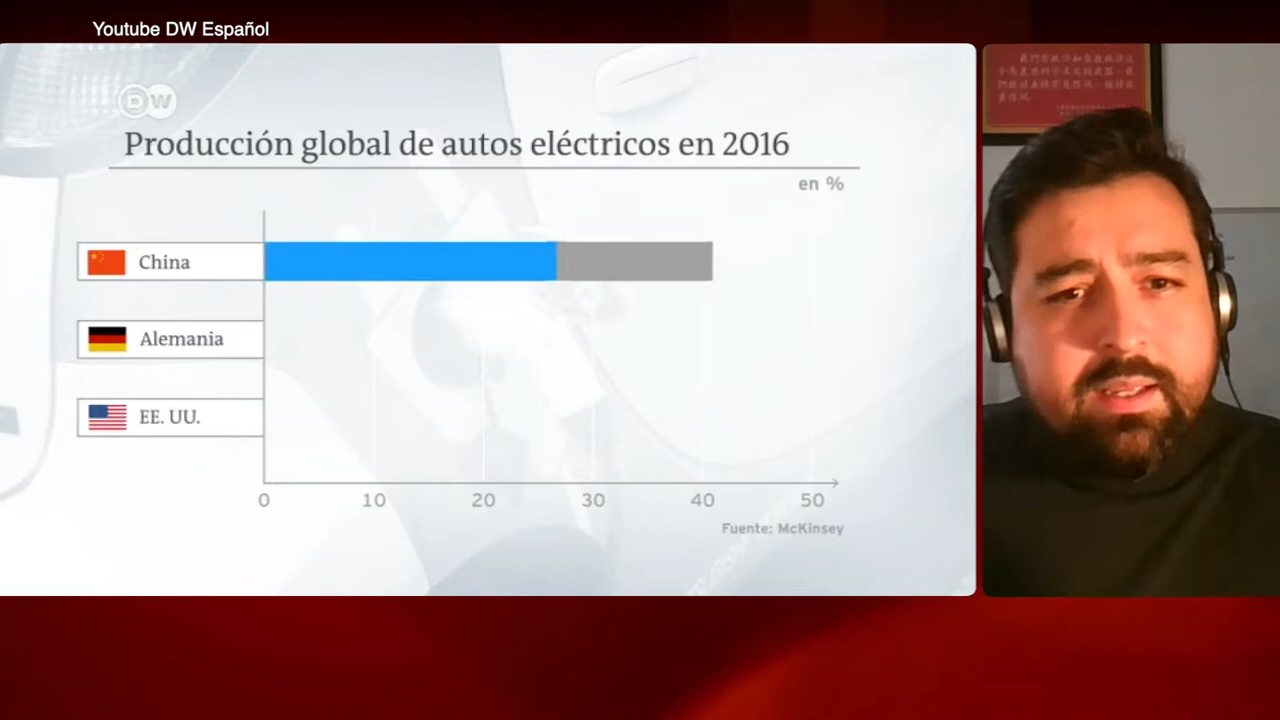 Youtube DW Español
DW
Producción global de autos eléctricos en 2016
en %
China
Alemania
EE. UU.
0 10 20 30 40 50
Fuente: McKinsey